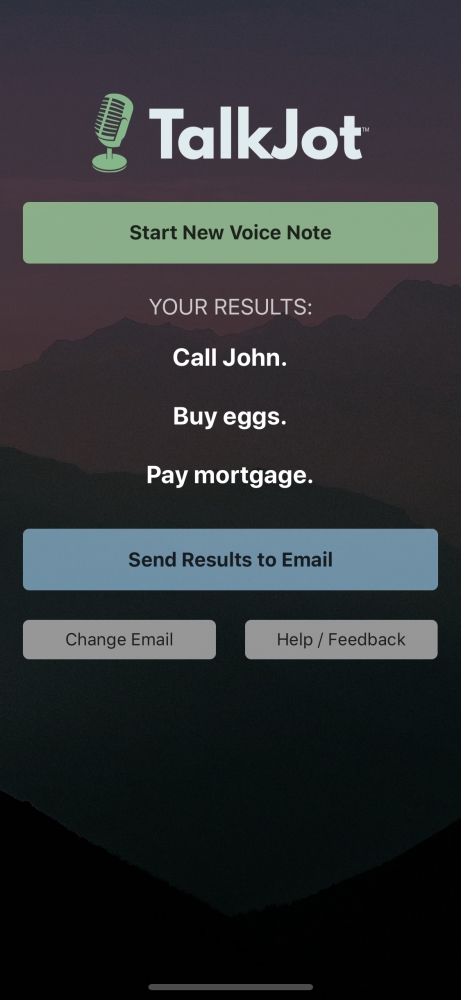 TalkJot™
Start New Voice Note
YOUR RESULTS:
Call John.
Buy eggs.
Pay mortgage.
Send Results to Email
Change Email
Help / Feedback